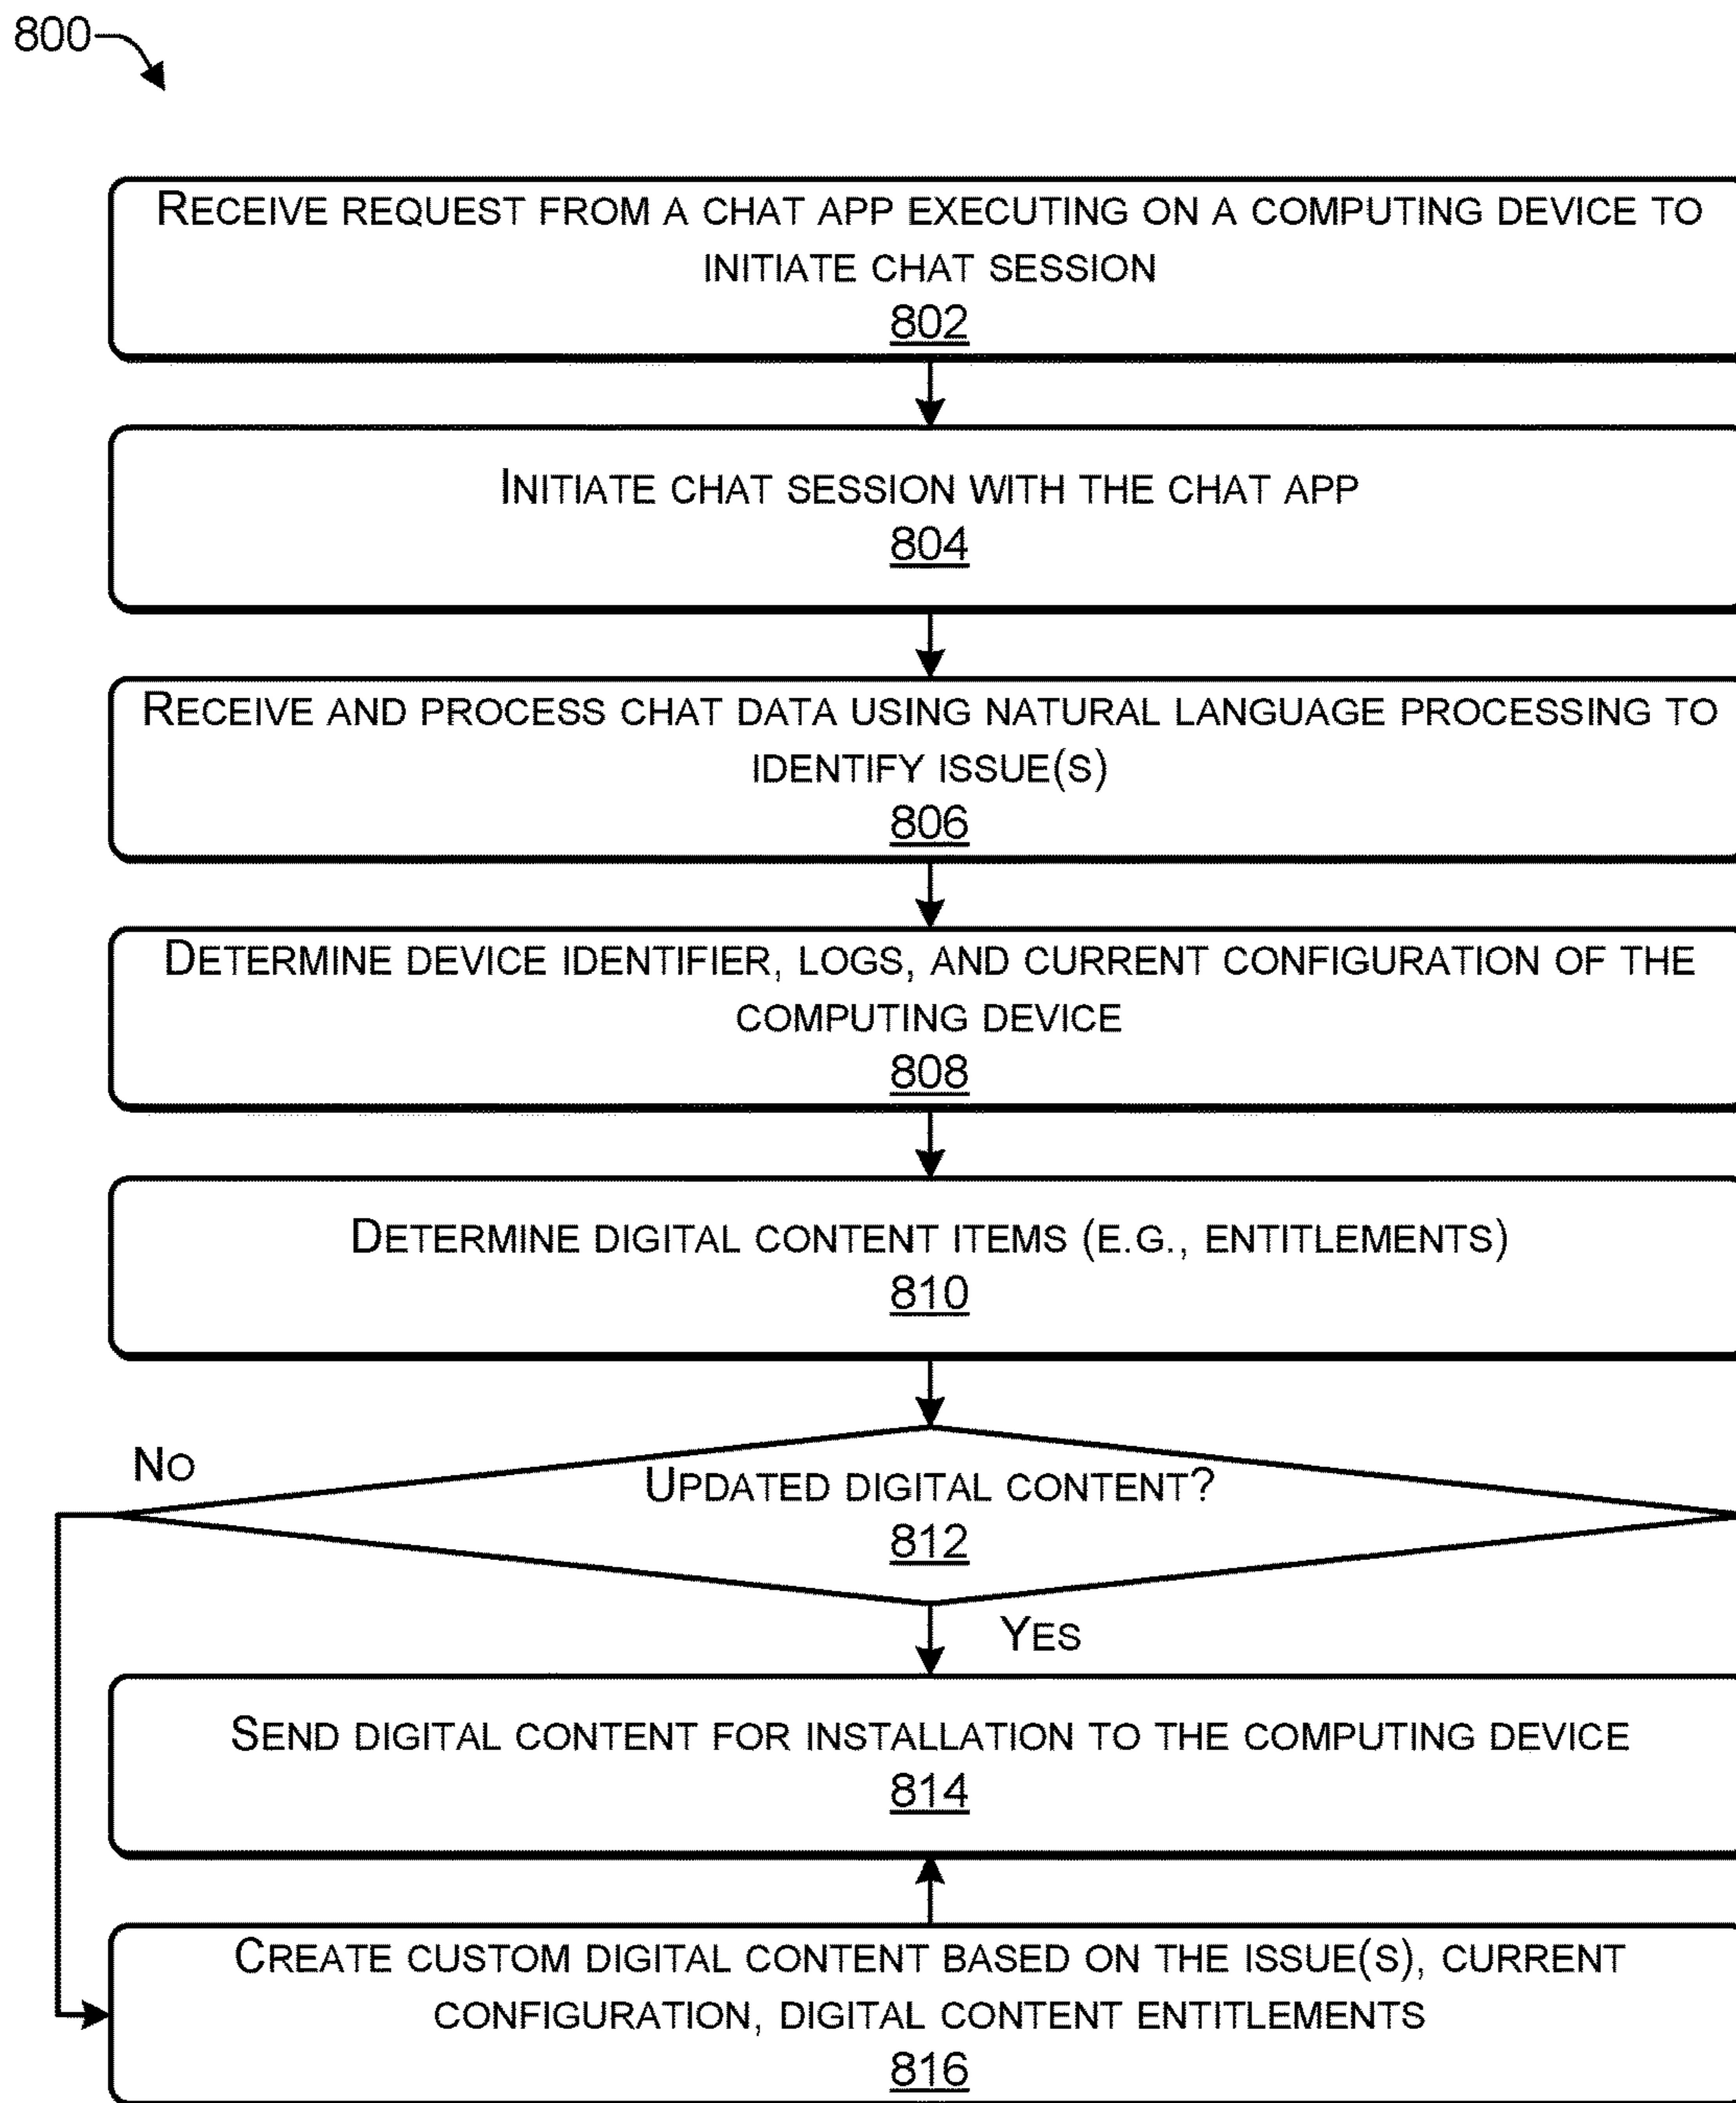 800
RECEIVE REQUEST FROM A CHAT APP EXECUTING ON A COMPUTING DEVICE TO
INITIATE CHAT SESSION
802
INITIATE CHAT SESSION WITH THE CHAT APP
804
RECEIVE AND PROCESS CHAT DATA USING NATURAL LANGUAGE PROCESSING TO
IDENTIFY ISSUE(S)
806
DETERMINE DEVICE IDENTIFIER, LOGS, AND CURRENT CONFIGURATION OF THE
COMPUTING DEVICE
808
DETERMINE DIGITAL CONTENT ITEMS (E.G., ENTITLEMENTS)
810
NO
UPDATED DIGITAL CONTENT?
812
YES
SEND DIGITAL CONTENT FOR INSTALLATION TO THE COMPUTING DEVICE
814
CREATE CUSTOM DIGITAL CONTENT BASED ON THE ISSUE(S), CURRENT
CONFIGURATION, DIGITAL CONTENT ENTITLEMENTS
816